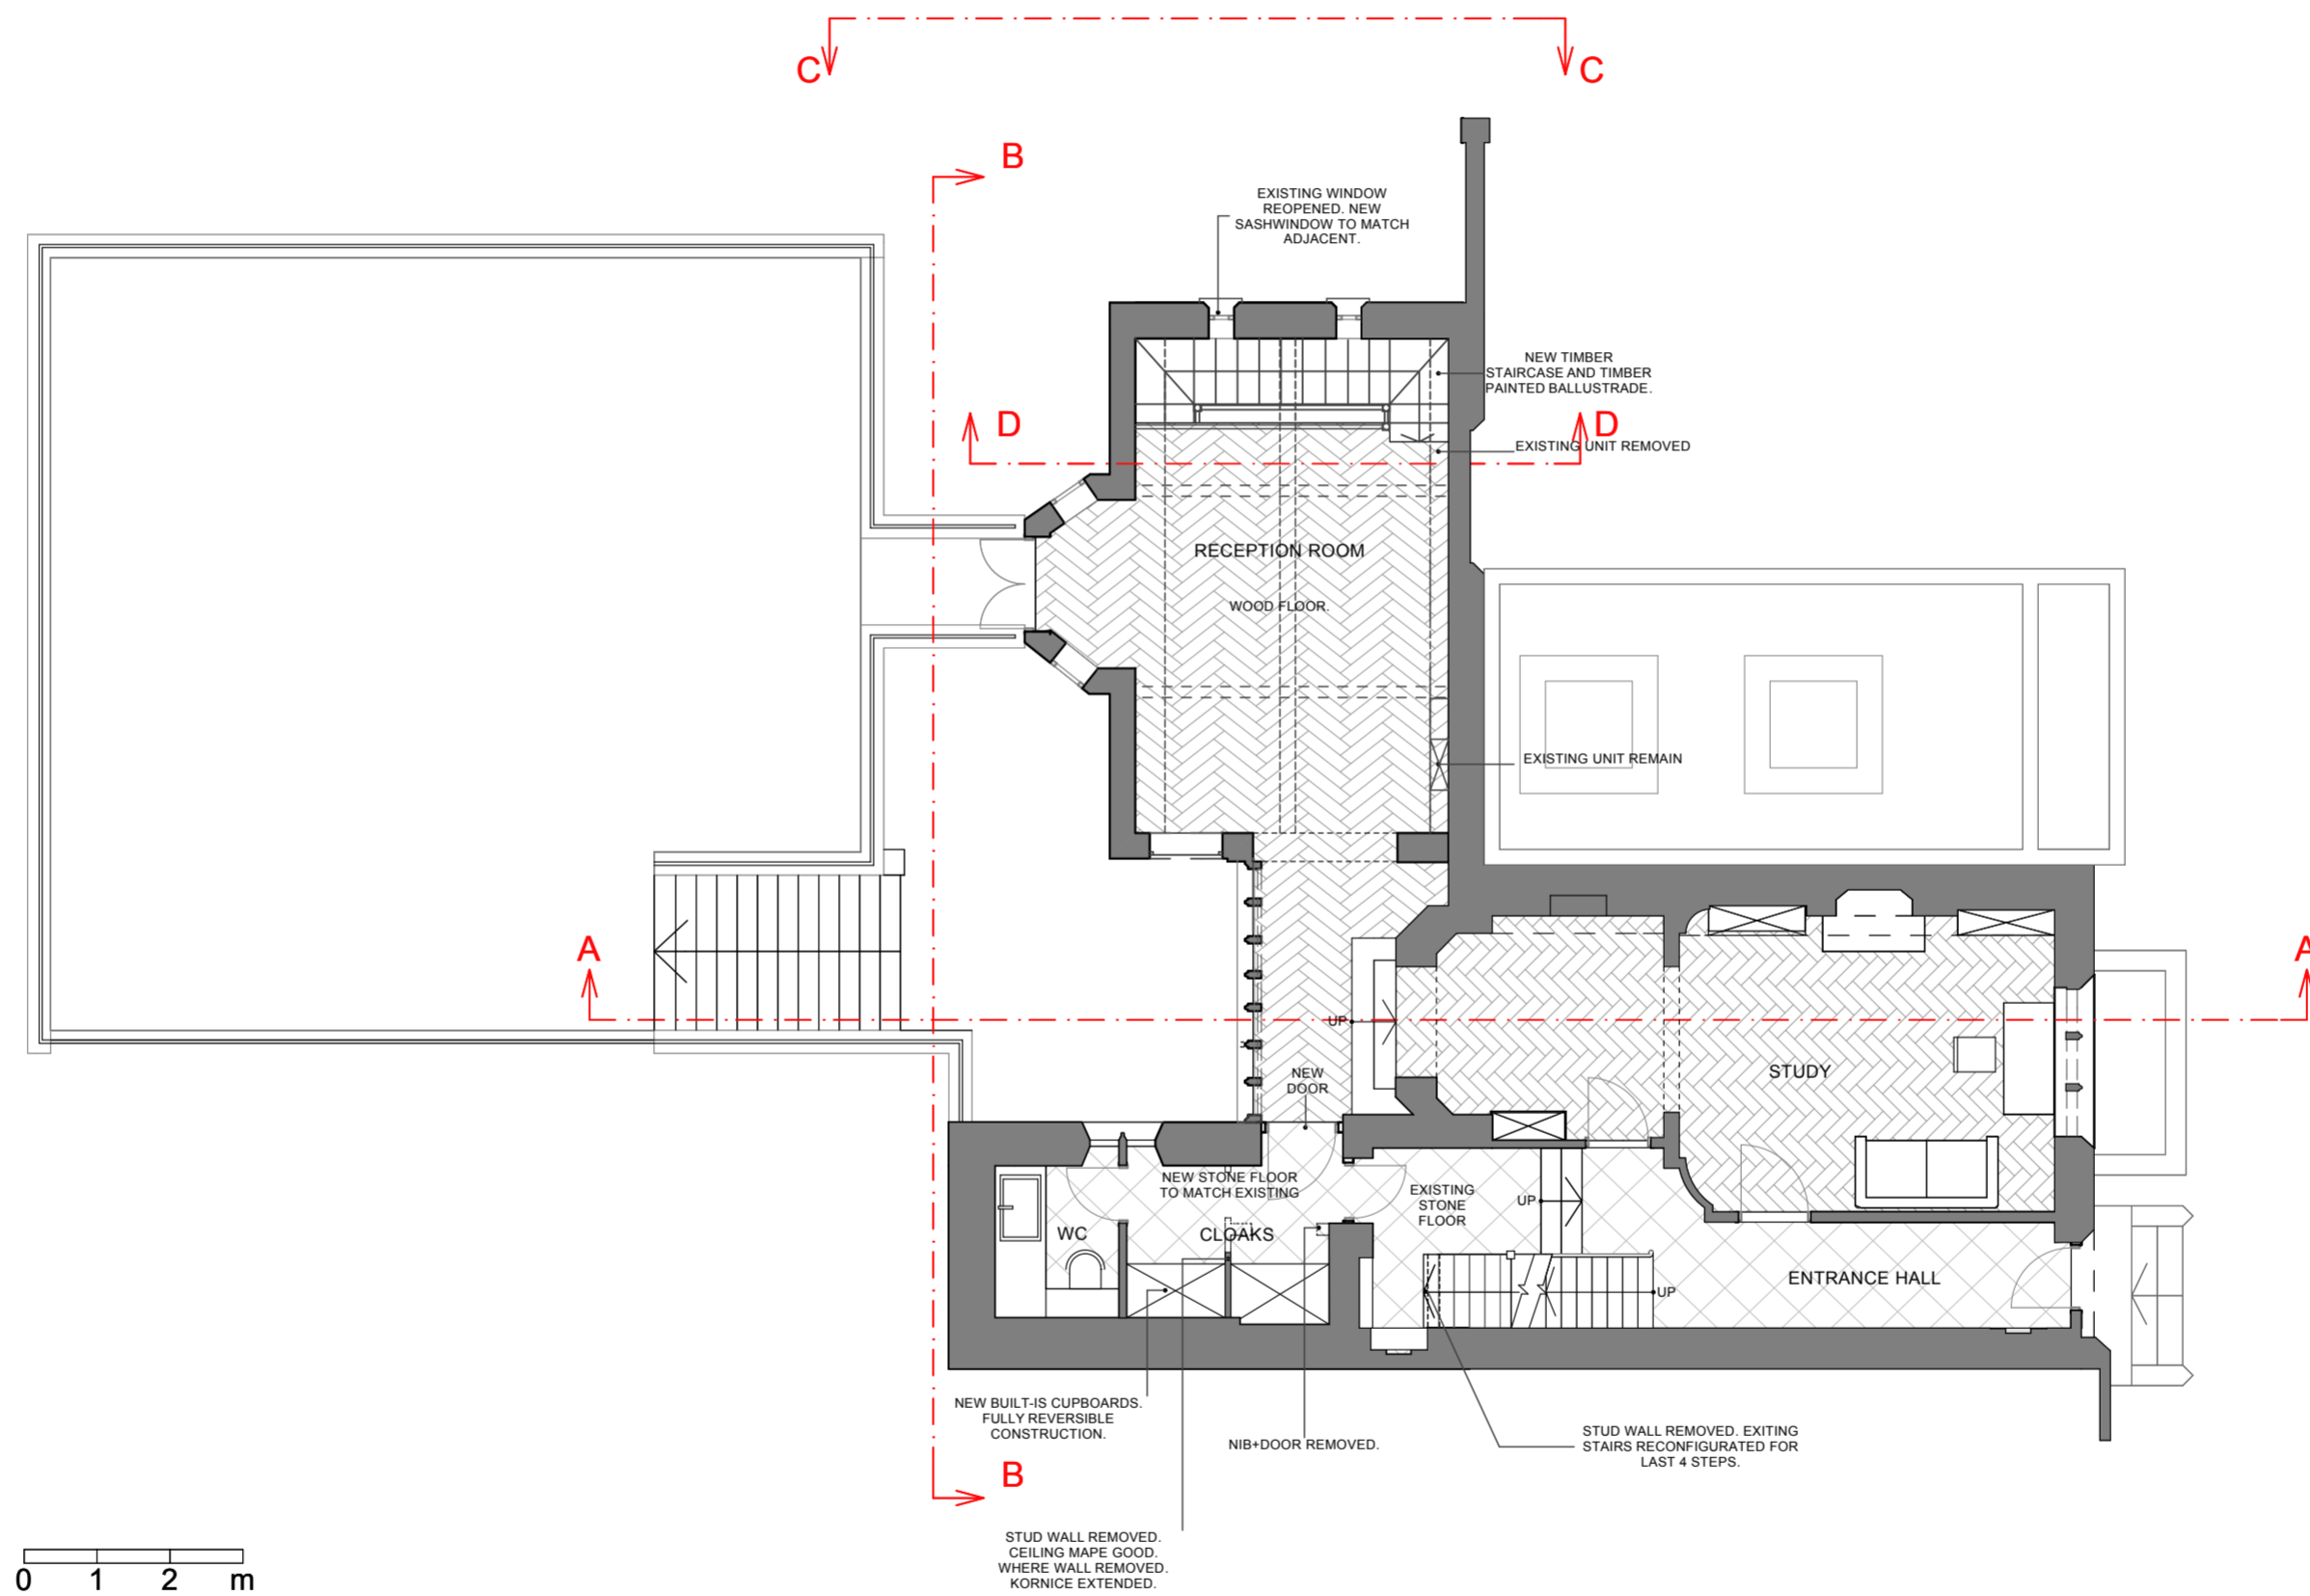 C
C
B
EXISTING WINDOW
REOPENED. NEW
SASHWINDOW TO MATCH
ADJACENT.
NEW TIMBER
STAIRCASE AND TIMBER
PAINTED BALLUSTRADE.
D
D
EXISTING UNIT REMOVED
RECEPTION ROOM
WOOD FLOOR.
EXISTING UNIT REMAIN
A
A
UP
STUDY
NEW
DOOR
NEW STONE FLOOR
TO MATCH EXISTING
EXISTING
STONE
FLOOR
UP
WC
CLOAKS
ENTRANCE HALL
UP
NEW BUILT-IS CUPBOARDS.
FULLY REVERSIBLE
CONSTRUCTION.
NIB+DOOR REMOVED.
STUD WALL REMOVED. EXITING
STAIRS RECONFIGURATED FOR
LAST 4 STEPS.
B
STUD WALL REMOVED.
CEILING MAPE GOOD.
WHERE WALL REMOVED.
KORNICE EXTENDED.
0 1 2 m